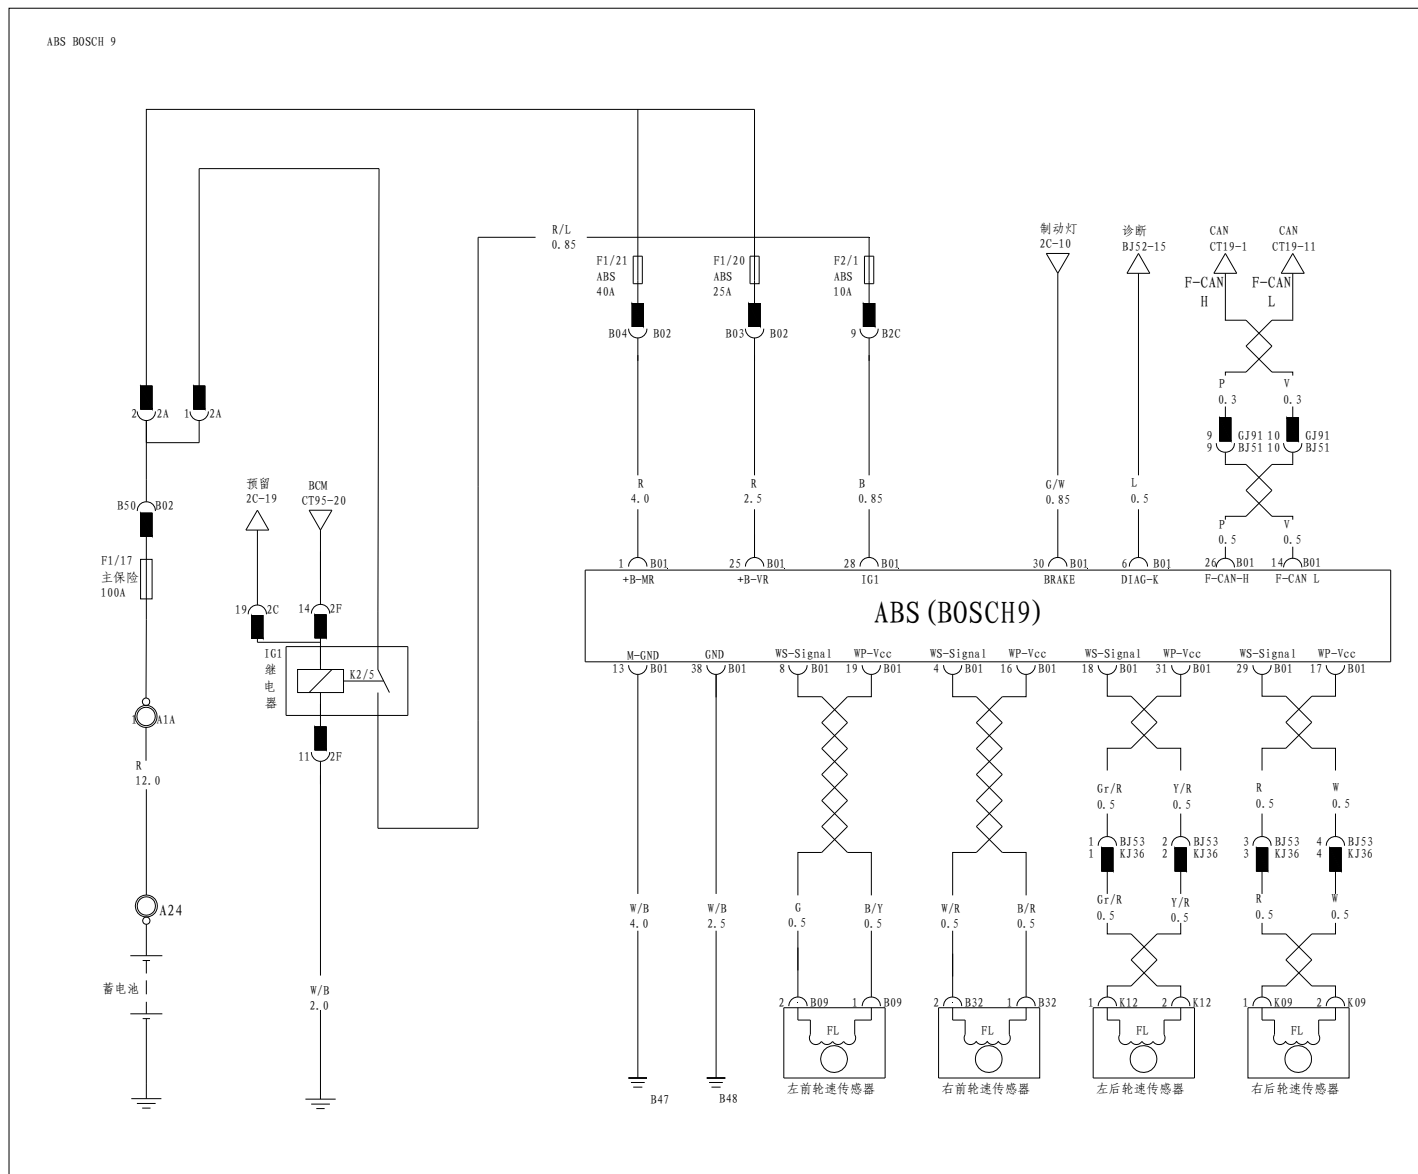 ABS BOSCH 9
R/L
0.85
制动灯
2C-10
诊断
BJ52-15
CAN
CT19-1
CAN
CT19-11
F1/21
ABS
40A
F1/20
ABS
25A
F2/1
ABS
10A
F-CAN
H
F-CAN
L
B04 B02
B03 B02
9 B2C
P
0.3
V
0.3
2 2A
1 2A
9 GJ91
9 BJ51
10 GJ91
10 BJ51
预留
2C-19
BCM
CT95-20
R
4.0
R
2.5
B
0.85
G/W
0.85
L
0.5
B50 B02
P
0.5
V
0.5
F1/17
主保险
100A
1 B01
25 B01
28 B01
30 B01
6 B01
26 B01
14 B01
+B-MR
+B-VR
IG1
BRAKE
DIAG-K
F-CAN-H
F-CAN L
19 2C
14 2F
ABS(BOSCH9)
IG1
继
电
器
K2/5
M-GND
GND
WS-Signal
WP-Vcc
WS-Signal
WP-Vcc
WS-Signal
WP-Vcc
WS-Signal
WP-Vcc
13 B01
38 B01
8 B01
19 B01
4 B01
16 B01
18 B01
31 B01
29 B01
17 B01
1 A1A
11 2F
R
12.0
Gr/R
0.5
Y/R
0.5
R
0.5
W
0.5
1 BJ53
1 KJ36
2 BJ53
2 KJ36
3 BJ53
3 KJ36
4 BJ53
4 KJ36
A24
W/B
4.0
W/B
2.5
G
0.5
B/Y
0.5
W/R
0.5
B/R
0.5
Gr/R
0.5
Y/R
0.5
R
0.5
W
0.5
蓄电池
W/B
2.0
2 B09
1 B09
2 B32
1 B32
1 K12
2 K12
1 K09
2 K09
FL
FL
FL
FL
B47
B48
左前轮速传感器
右前轮速传感器
左后轮速传感器
右后轮速传感器